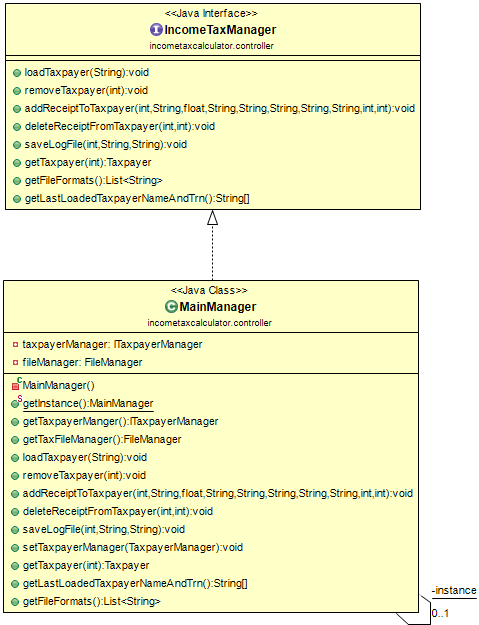 <<Java Interface>>
IncomeTaxManager
incometaxcalculator.controller
loadTaxpayer(String):void
removeTaxpayer(int):void
addReceiptToTaxpayer(int,String,float,String,String,String,String,String,int,int):void
deleteReceiptFromTaxpayer(int,int):void
saveLogFile(int,String,String):void
getTaxpayer(int):Taxpayer
getFileFormats():List<String>
getLastLoadedTaxpayerNameAndTrn():String[]
<<Java Class>>
MainManager
incometaxcalculator.controller
taxpayerManager: ITaxpayerManager
fileManager: FileManager
MainManager()
getInstance():MainManager
getTaxpayerManger():ITaxpayerManager
getTaxFileManager():FileManager
loadTaxpayer(String):void
removeTaxpayer(int):void
addReceiptToTaxpayer(int,String,float,String,String,String,String,String,int,int):void
deleteReceiptFromTaxpayer(int,int):void
saveLogFile(int,String,String):void
setTaxpayerManager(TaxpayerManager):void
getTaxpayer(int):Taxpayer
getLastLoadedTaxpayerNameAndTrn():String[]
getFileFormats():List<String>
-instance
0..1